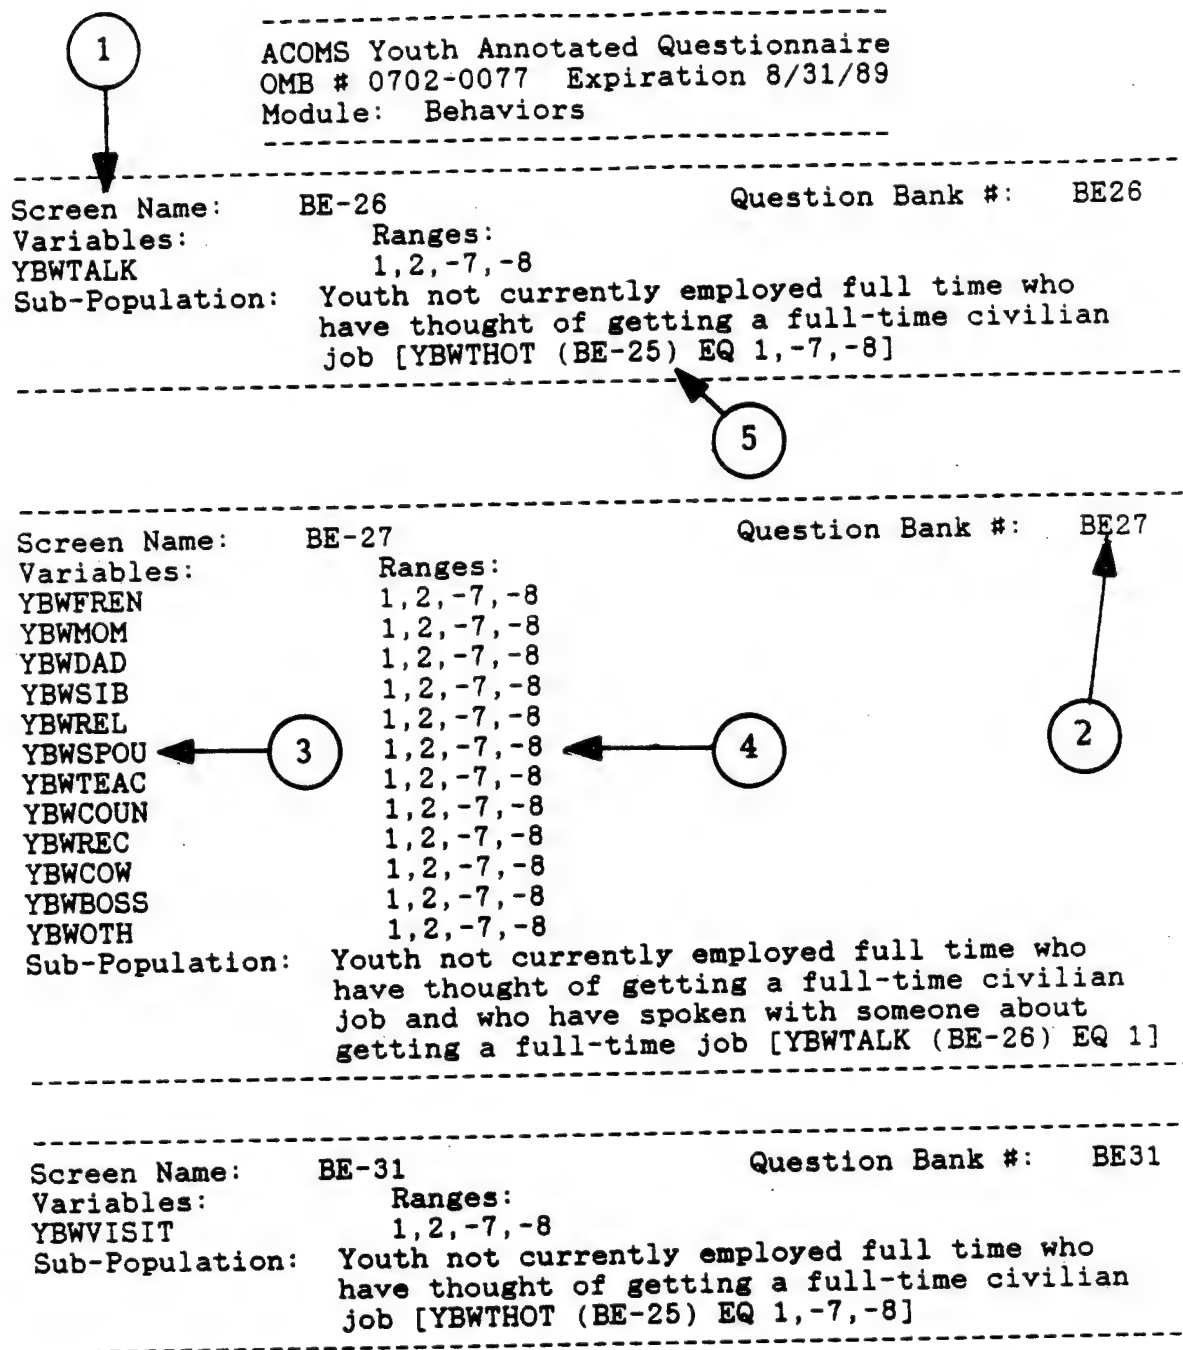 1
ACOMS Youth Annotated Questionnaire
OMB # 0702-0077 Expiration 8/31/89
Module: Behaviors
Screen Name: BE-26 Question Bank #: BE26
Variables: Ranges:
YBWTALK 1,2,-7,-8
Sub-Population: Youth not currently employed full time who
have thought of getting a full-time civilian
job [YBWTHOT (BE-25) EQ 1,-7,-8]
5
Screen Name: BE-27 Question Bank #: BE27
Variables: Ranges:
YBWFREN 1,2,-7,-8
YBWMOM 1,2,-7,-8
YBWDAD 1,2,-7,-8
YBWSIB 1,2,-7,-8
YBWREL 1,2,-7,-8
YBWSPOU 3 1,2,-7,-8 4 2
YBWTEAC 1,2,-7,-8
YBWCOUN 1,2,-7,-8
YBWREC 1,2,-7,-8
YBWCOW 1,2,-7,-8
YBWBOSS 1,2,-7,-8
YBWOTH 1,2,-7,-8
Sub-Population: Youth not currently employed full time who
have thought of getting a full-time civilian
job and who have spoken with someone about
getting a full-time job [YBWTALK (BE-26) EQ 1]
Screen Name: BE-31 Question Bank #: BE31
Variables: Ranges:
YBWVISIT 1,2,-7,-8
Sub-Population: Youth not currently employed full time who
have thought of getting a full-time civilian
job [YBWTHOT (BE-25) EQ 1,-7,-8]